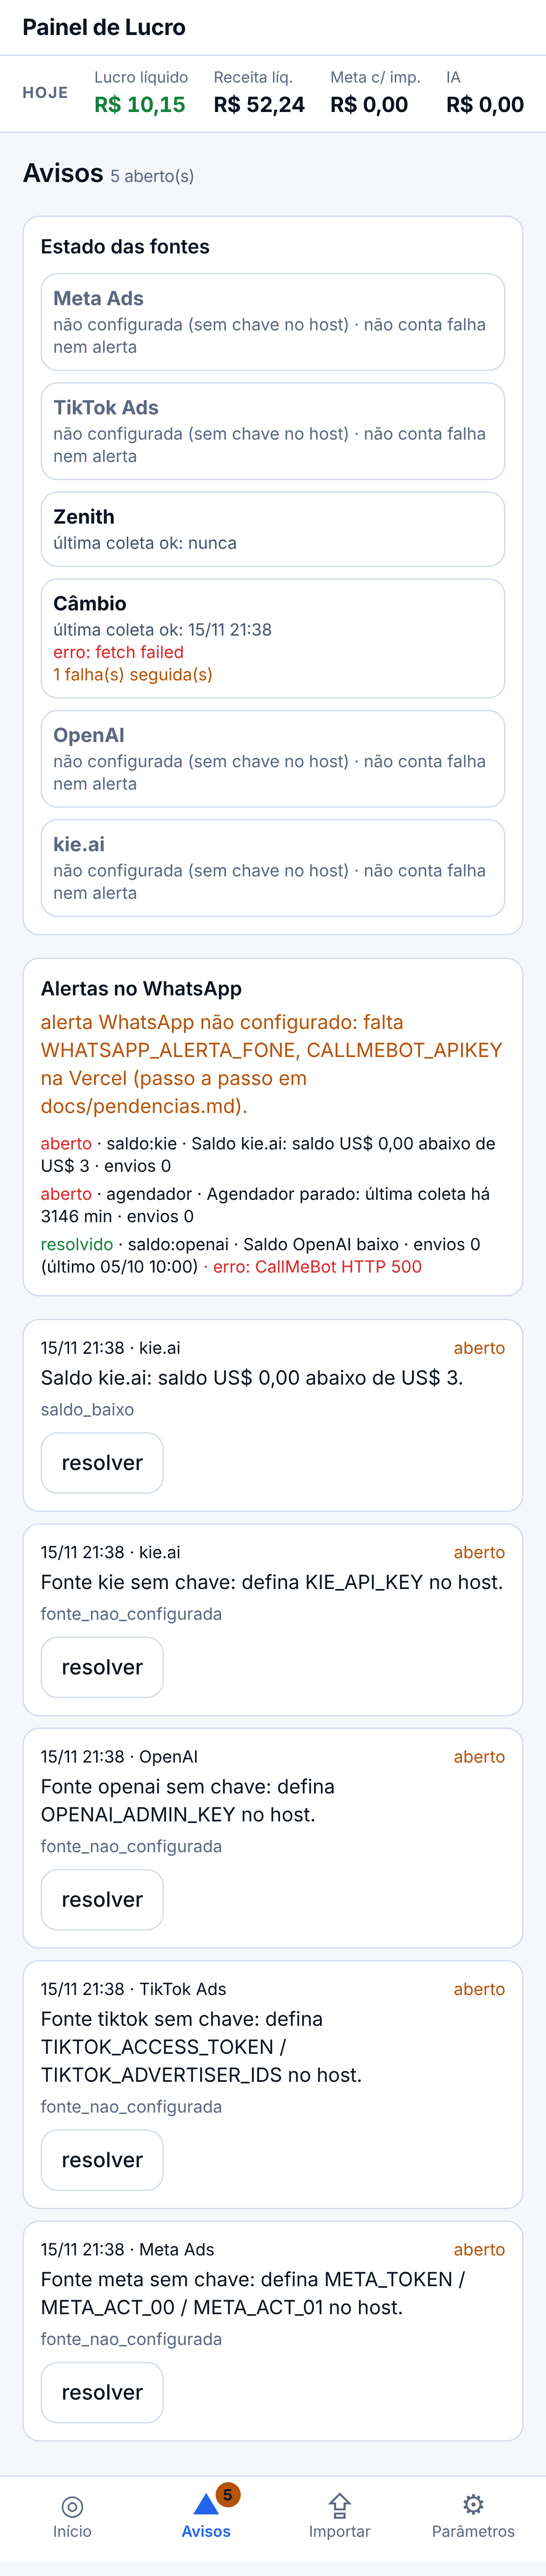 Painel de Lucro
HOJE
Lucro líquido
R$ 10,15
Receita líq.
R$ 52,24
Meta c/ imp.
R$ 0,00
IA
R$ 0,00
Avisos 5 aberto(s)
Estado das fontes
Meta Ads
não configurada (sem chave no host) · não conta falha
nem alerta
TikTok Ads
não configurada (sem chave no host) · não conta falha
nem alerta
Zenith
última coleta ok: nunca
Câmbio
última coleta ok: 15/11 21:38
erro: fetch failed
1 falha(s) seguida(s)
OpenAI
não configurada (sem chave no host) · não conta falha
nem alerta
kie.ai
não configurada (sem chave no host) · não conta falha
nem alerta
Alertas no WhatsApp
alerta WhatsApp não configurado: falta
WHATSAPP_ALERTA_FONE, CALLMEBOT_APIKEY
na Vercel (passo a passo em
docs/pendencias.md).
aberto · saldo:kie · Saldo kie.ai: saldo US$ 0,00 abaixo de
US$ 3 · envios 0
aberto · agendador · Agendador parado: última coleta há
3146 min · envios 0
resolvido · saldo:openai · Saldo OpenAI baixo · envios 0
(último 05/10 10:00) · erro: CallMeBot HTTP 500
15/11 21:38 · kie.ai aberto
Saldo kie.ai: saldo US$ 0,00 abaixo de US$ 3.
saldo_baixo
resolver
15/11 21:38 · kie.ai aberto
Fonte kie sem chave: defina KIE_API_KEY no host.
fonte_nao_configurada
resolver
15/11 21:38 · OpenAI aberto
Fonte openai sem chave: defina
OPENAI_ADMIN_KEY no host.
fonte_nao_configurada
resolver
15/11 21:38 · TikTok Ads aberto
Fonte tiktok sem chave: defina
TIKTOK_ACCESS_TOKEN /
TIKTOK_ADVERTISER_IDS no host.
fonte_nao_configurada
resolver
15/11 21:38 · Meta Ads aberto
Fonte meta sem chave: defina META_TOKEN /
META_ACT_00 / META_ACT_01 no host.
fonte_nao_configurada
resolver
Início
5
Avisos
Importar
Parâmetros